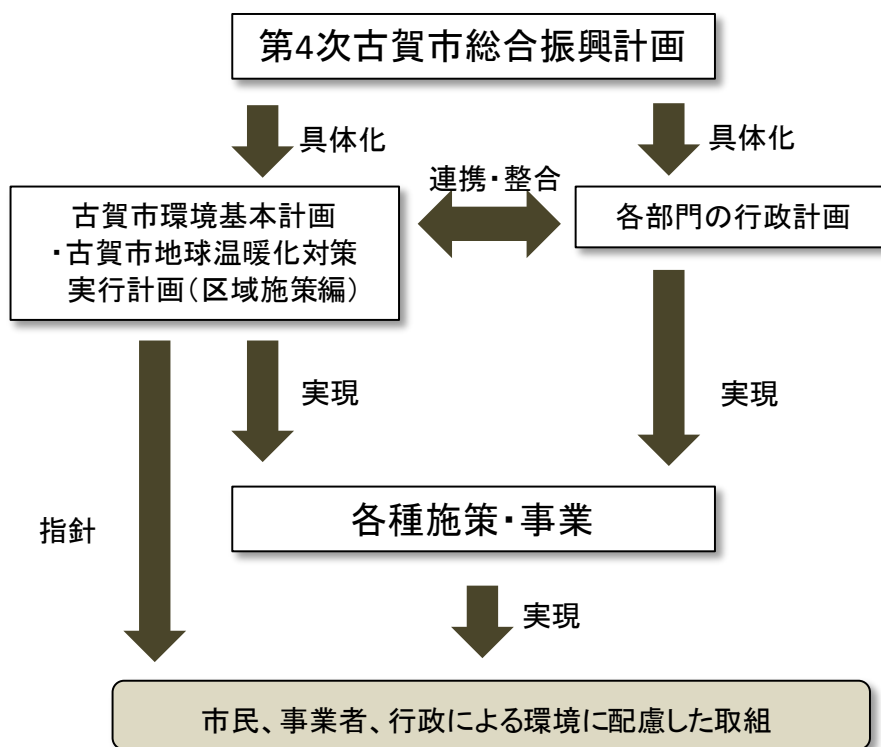 第4次古賀市総合振興計画
具体化
具体化
連携・整合
古賀市環境基本計画
・古賀市地球温暖化対策
実行計画（区域施策編）
各部門の行政計画
実現
実現
指針
各種施策・事業
実現
市民、事業者、行政による環境に配慮した取組